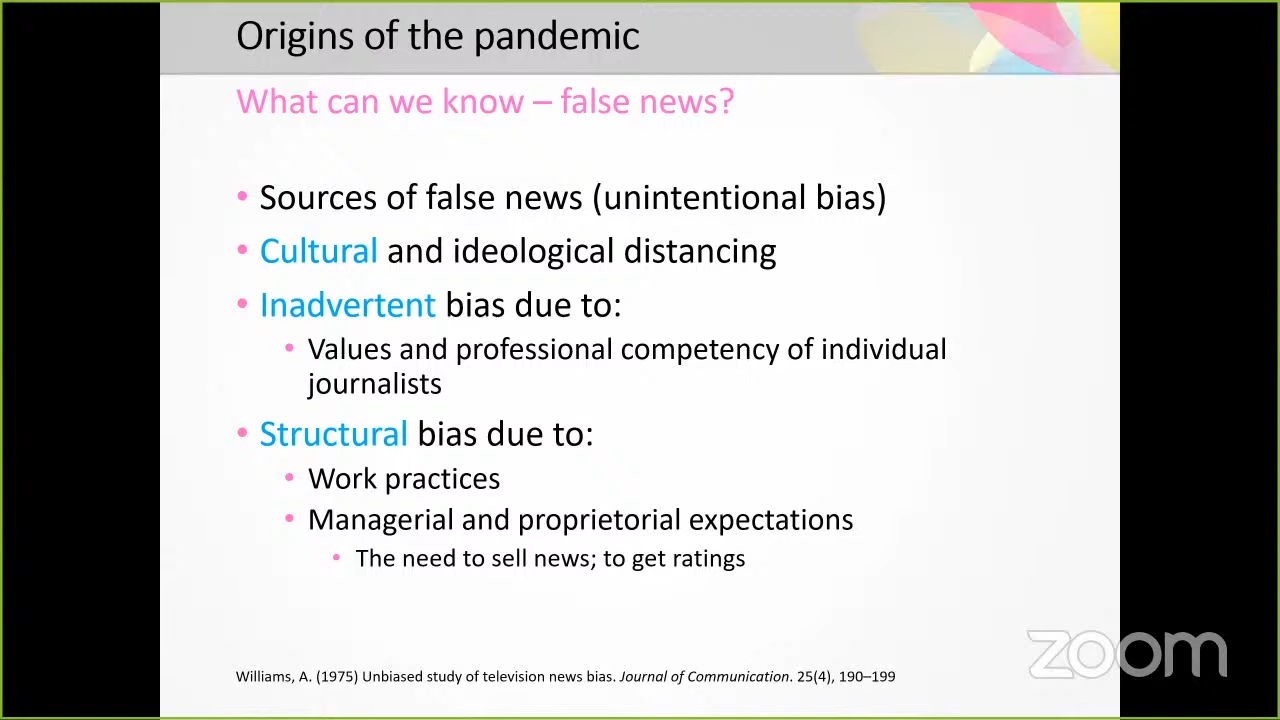 Origins of the pandemic
What can we know – false news?
• Sources of false news (unintentional bias)
• Cultural and ideological distancing
• Inadvertent bias due to:
• Values and professional competency of individual
journalists
• Structural bias due to:
• Work practices
• Managerial and proprietorial expectations
• The need to sell news; to get ratings
zoom
Williams, A. (1975) Unbiased study of television news bias. Journal of Communication. 25(4), 190–199